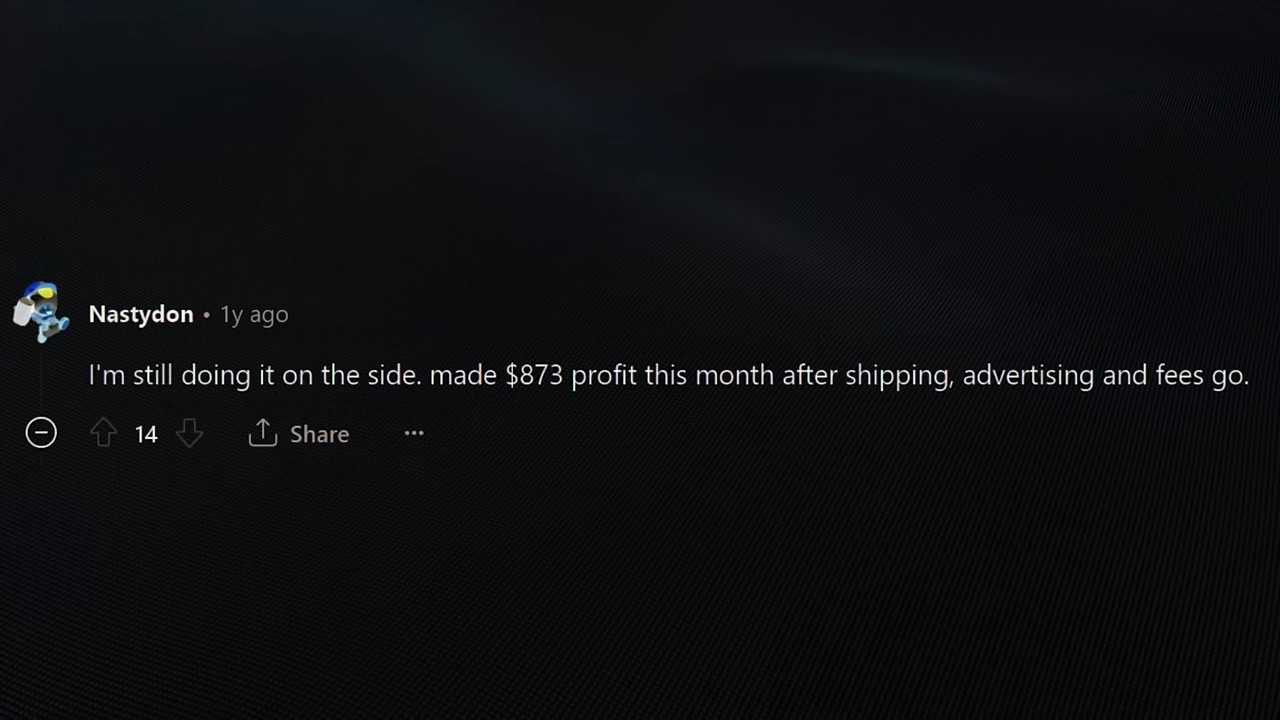 Nastydon • 1y ago
I'm still doing it on the side. made $873 profit this month after shipping, advertising and fees go.
14 Share ···